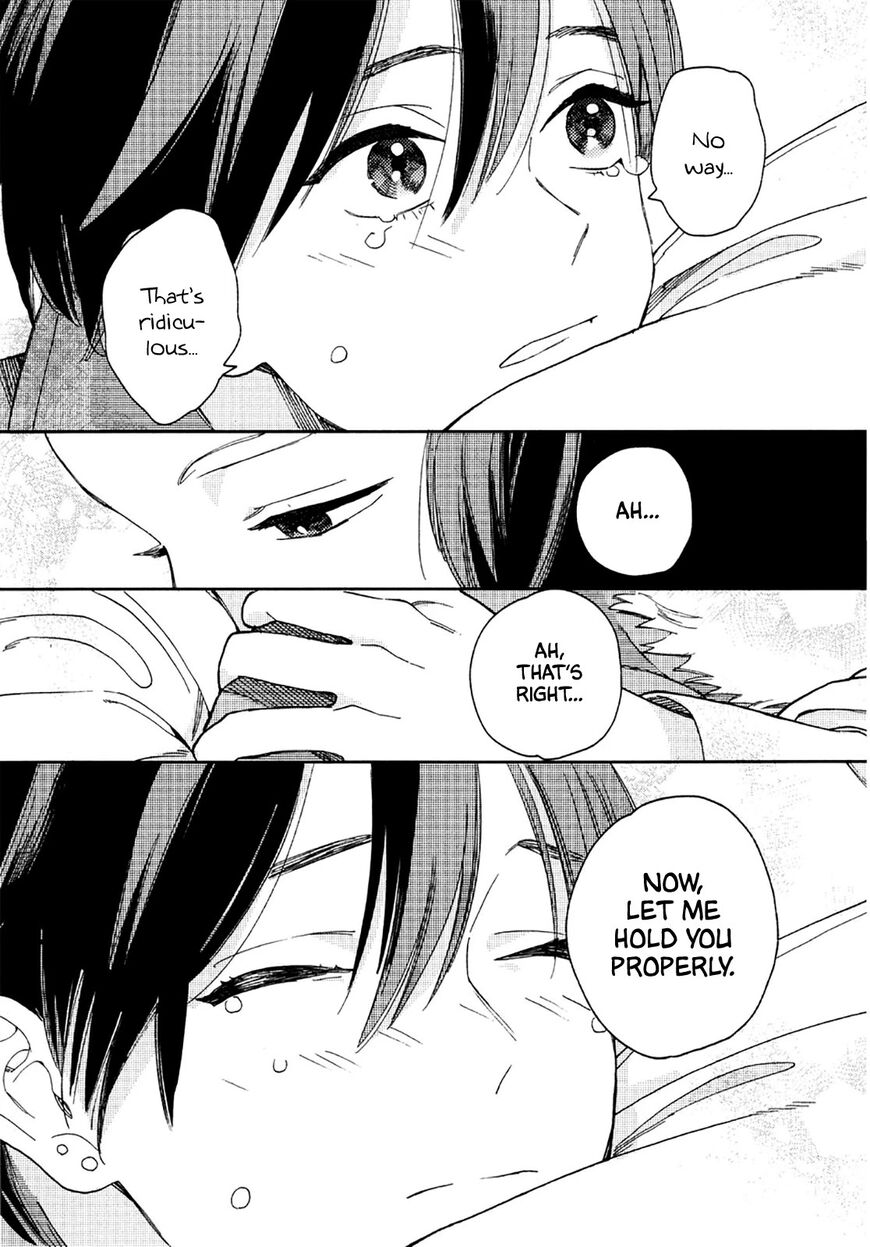 No
way...
That's
ridicu-
lous...
AH...
AH,
THAT'S
RIGHT...
NOW,
LET ME
HOLD YOU
PROPERLY.